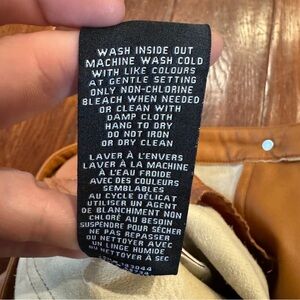 WASH INSIDE OUT
MACHINE WASH COLD
WITH LIKE COLOURS
AT GENTLE SETTING
ONLY NON-CHLORINE
BLEACH WHEN NEEDED
OR CLEAN WITH
DAMP CLOTH
HANG TO DRY
DO NOT IRON
OR DRY CLEAN
LAVER À L'ENVERS
LAVER À LA MACHINE
À L'EAU FROIDE
AVEC DES COULEURS
SEMBLABLES
AU CYCLE DÉLICAT
UTILISER UN AGENT
DE BLANCHIMENT NON
CHLORÉ AU BESOIN
SUSPENDRE POUR SÉCHER
NE PAS REPASSER
UN LINGE HUMIDE
OU NETTOYER AVEC
OU NETTOYER À SEC